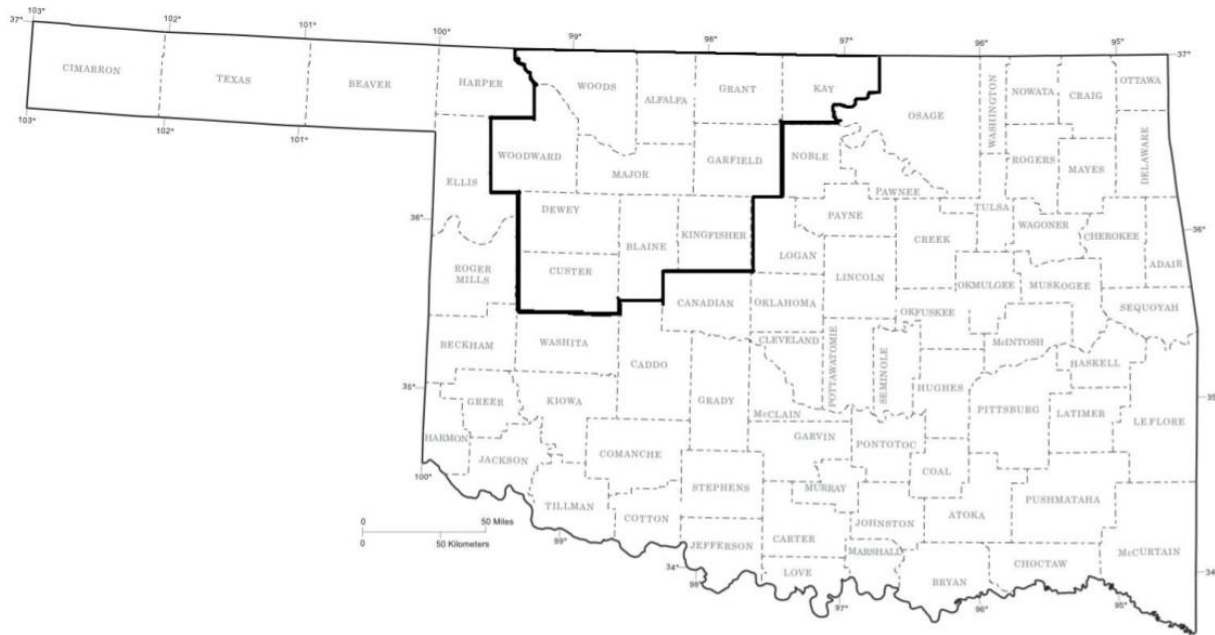 103°
37°
102°
101°
100°
99°
98°
97°
96°
95°
37°
CIMARRON
TEXAS
BEAVER
HARPER
WOODS
ALFALFA
GRANT
KAY
OSAGE
WASHINGTON
NOWATA
CRAIG
OTTAWA
103°
102°
101°
WOODWARD
MAJOR
GARFIELD
NOBLE
PAWNEE
ROGERS
MAYES
DELAWARE
ELLIS
DEWEY
BLAINE
KINGFISHER
LOGAN
PAYNE
CREEK
TULSA
WAGONER
CHEROKEE
ADAIR
36°
36°
ROGER
MILLS
CUSTER
CANADIAN
OKLAHOMA
LINCOLN
OKMULGEE
MUSKOGEE
SEQUOYAH
OKFUSKEE
BECKHAM
WASHITA
CADDO
CLEVELAND
POTTAWATOMIE
SEMINOLE
HUGHES
McINTOSH
HASKELL
35°
35°
GREER
KIOWA
GRADY
McCLAIN
PITTSBURG
LATIMER
LE FLORE
HARMON
JACKSON
COMANCHE
GARVIN
PONTOTOC
COAL
100°
TILLMAN
COTTON
STEPHENS
MURRAY
JOHNSTON
ATOKA
PUSHMATAHA
0 50 Miles
0 50 Kilometers
99°
JEFFERSON
CARTER
MARSHALL
LOVE
BRYAN
CHOCTAW
McCURTAIN
34°
98°
97°
96°
95°
34°